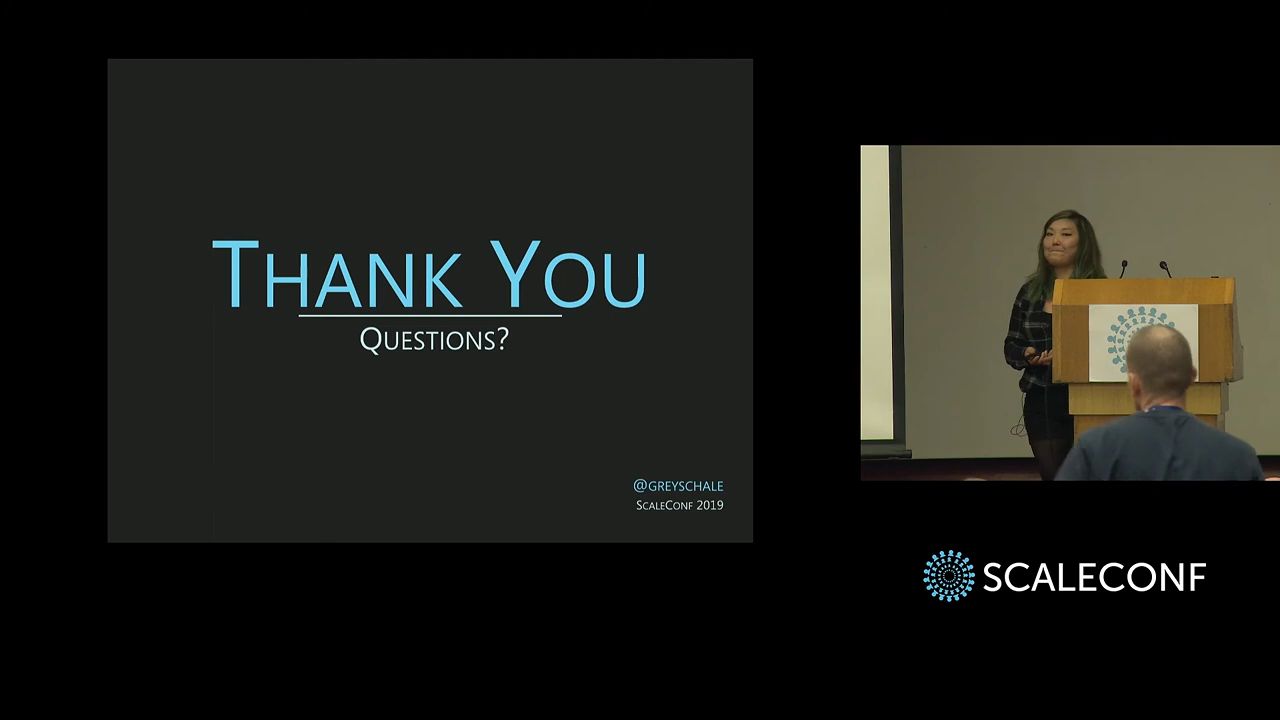 THANK YOU
QUESTIONS?
@GREYSCHALE
SCALECONF 2019
SCALECONF